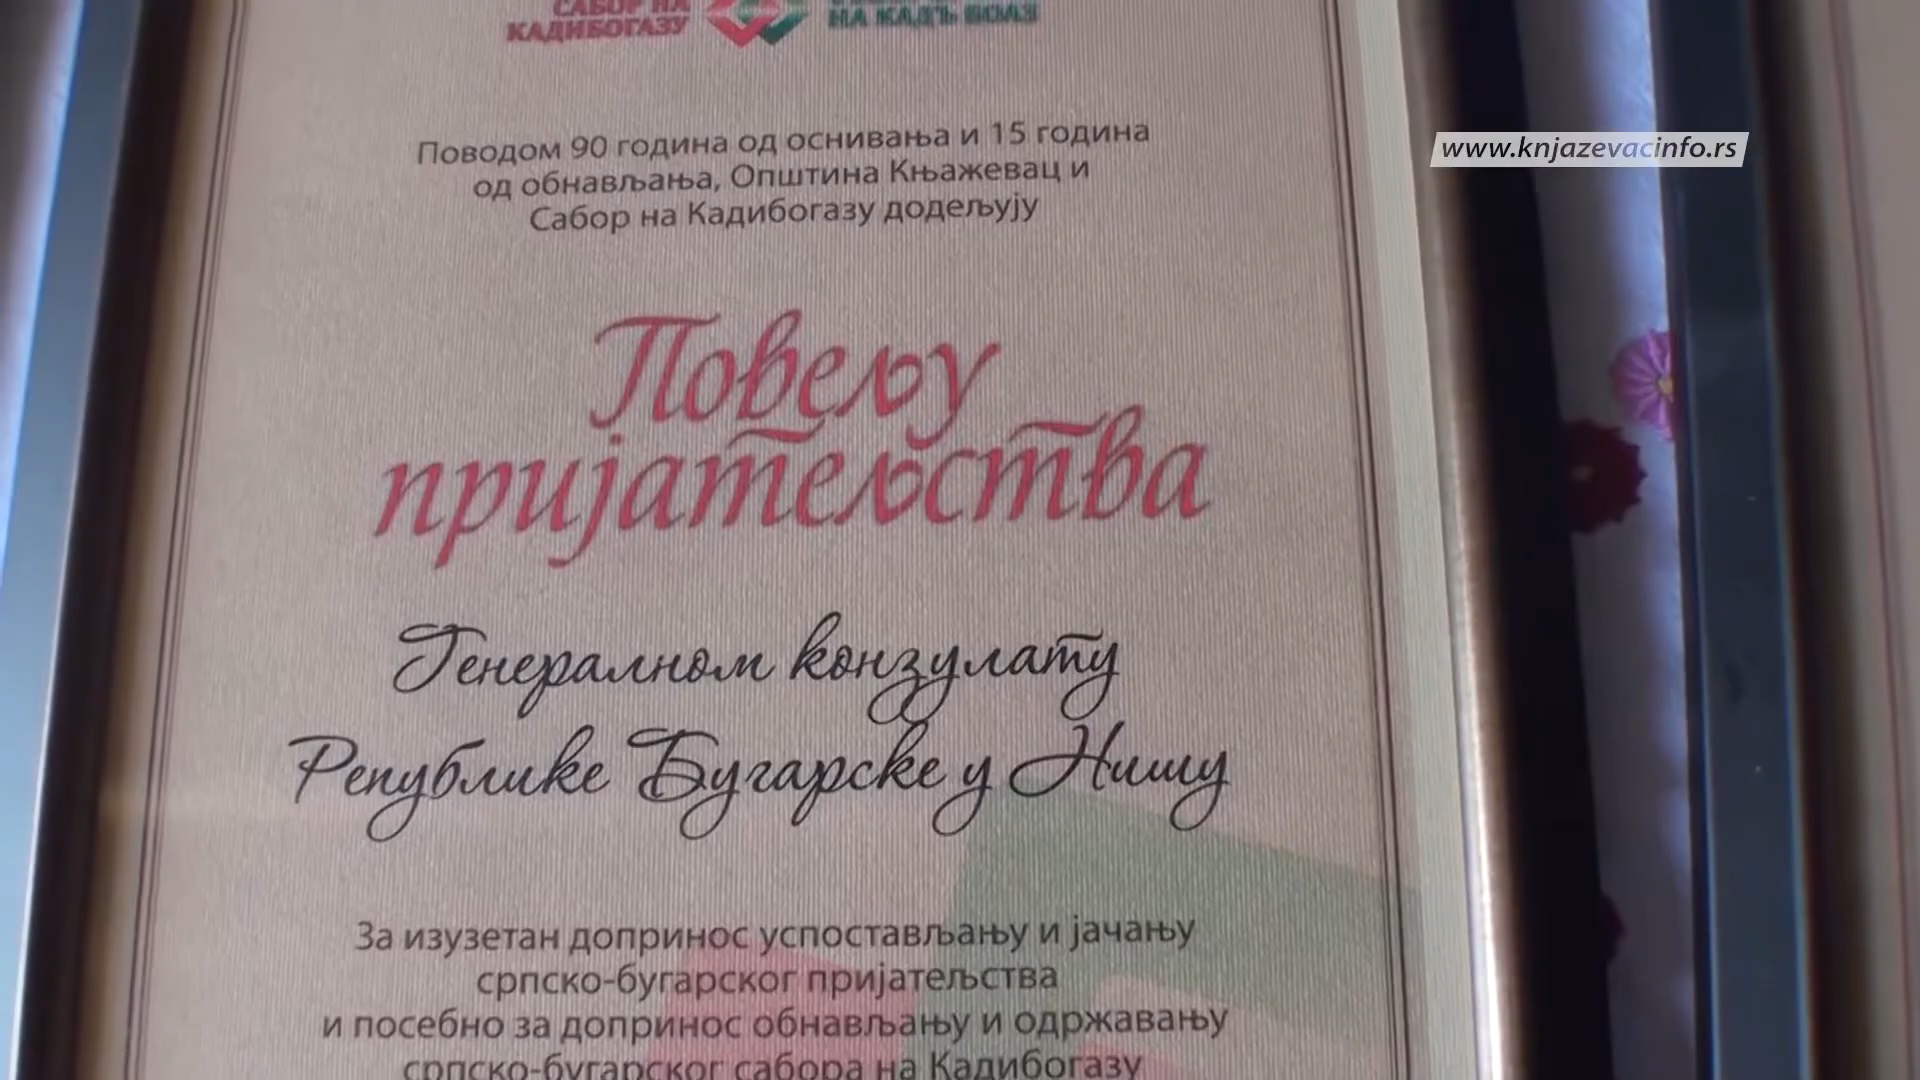 САБОР НА
КАДИБОГАЗУ
НА КАДЪ БОАЗ
www.knjazevacinfo.rs
Поводом 90 година од оснивања и 15 година
од обнављања, Општина Књажевац и
Сабор на Кадибогазу додељују
Повељу
пријатељства
Генералном конзулату
Републике Бугарске у Нишу
За изузетан допринос успостављању и јачању
српско-бугарског пријатељства
и посебно за допринос обнављању и одржавању
српско-бугарског сабора на Кадибогазу